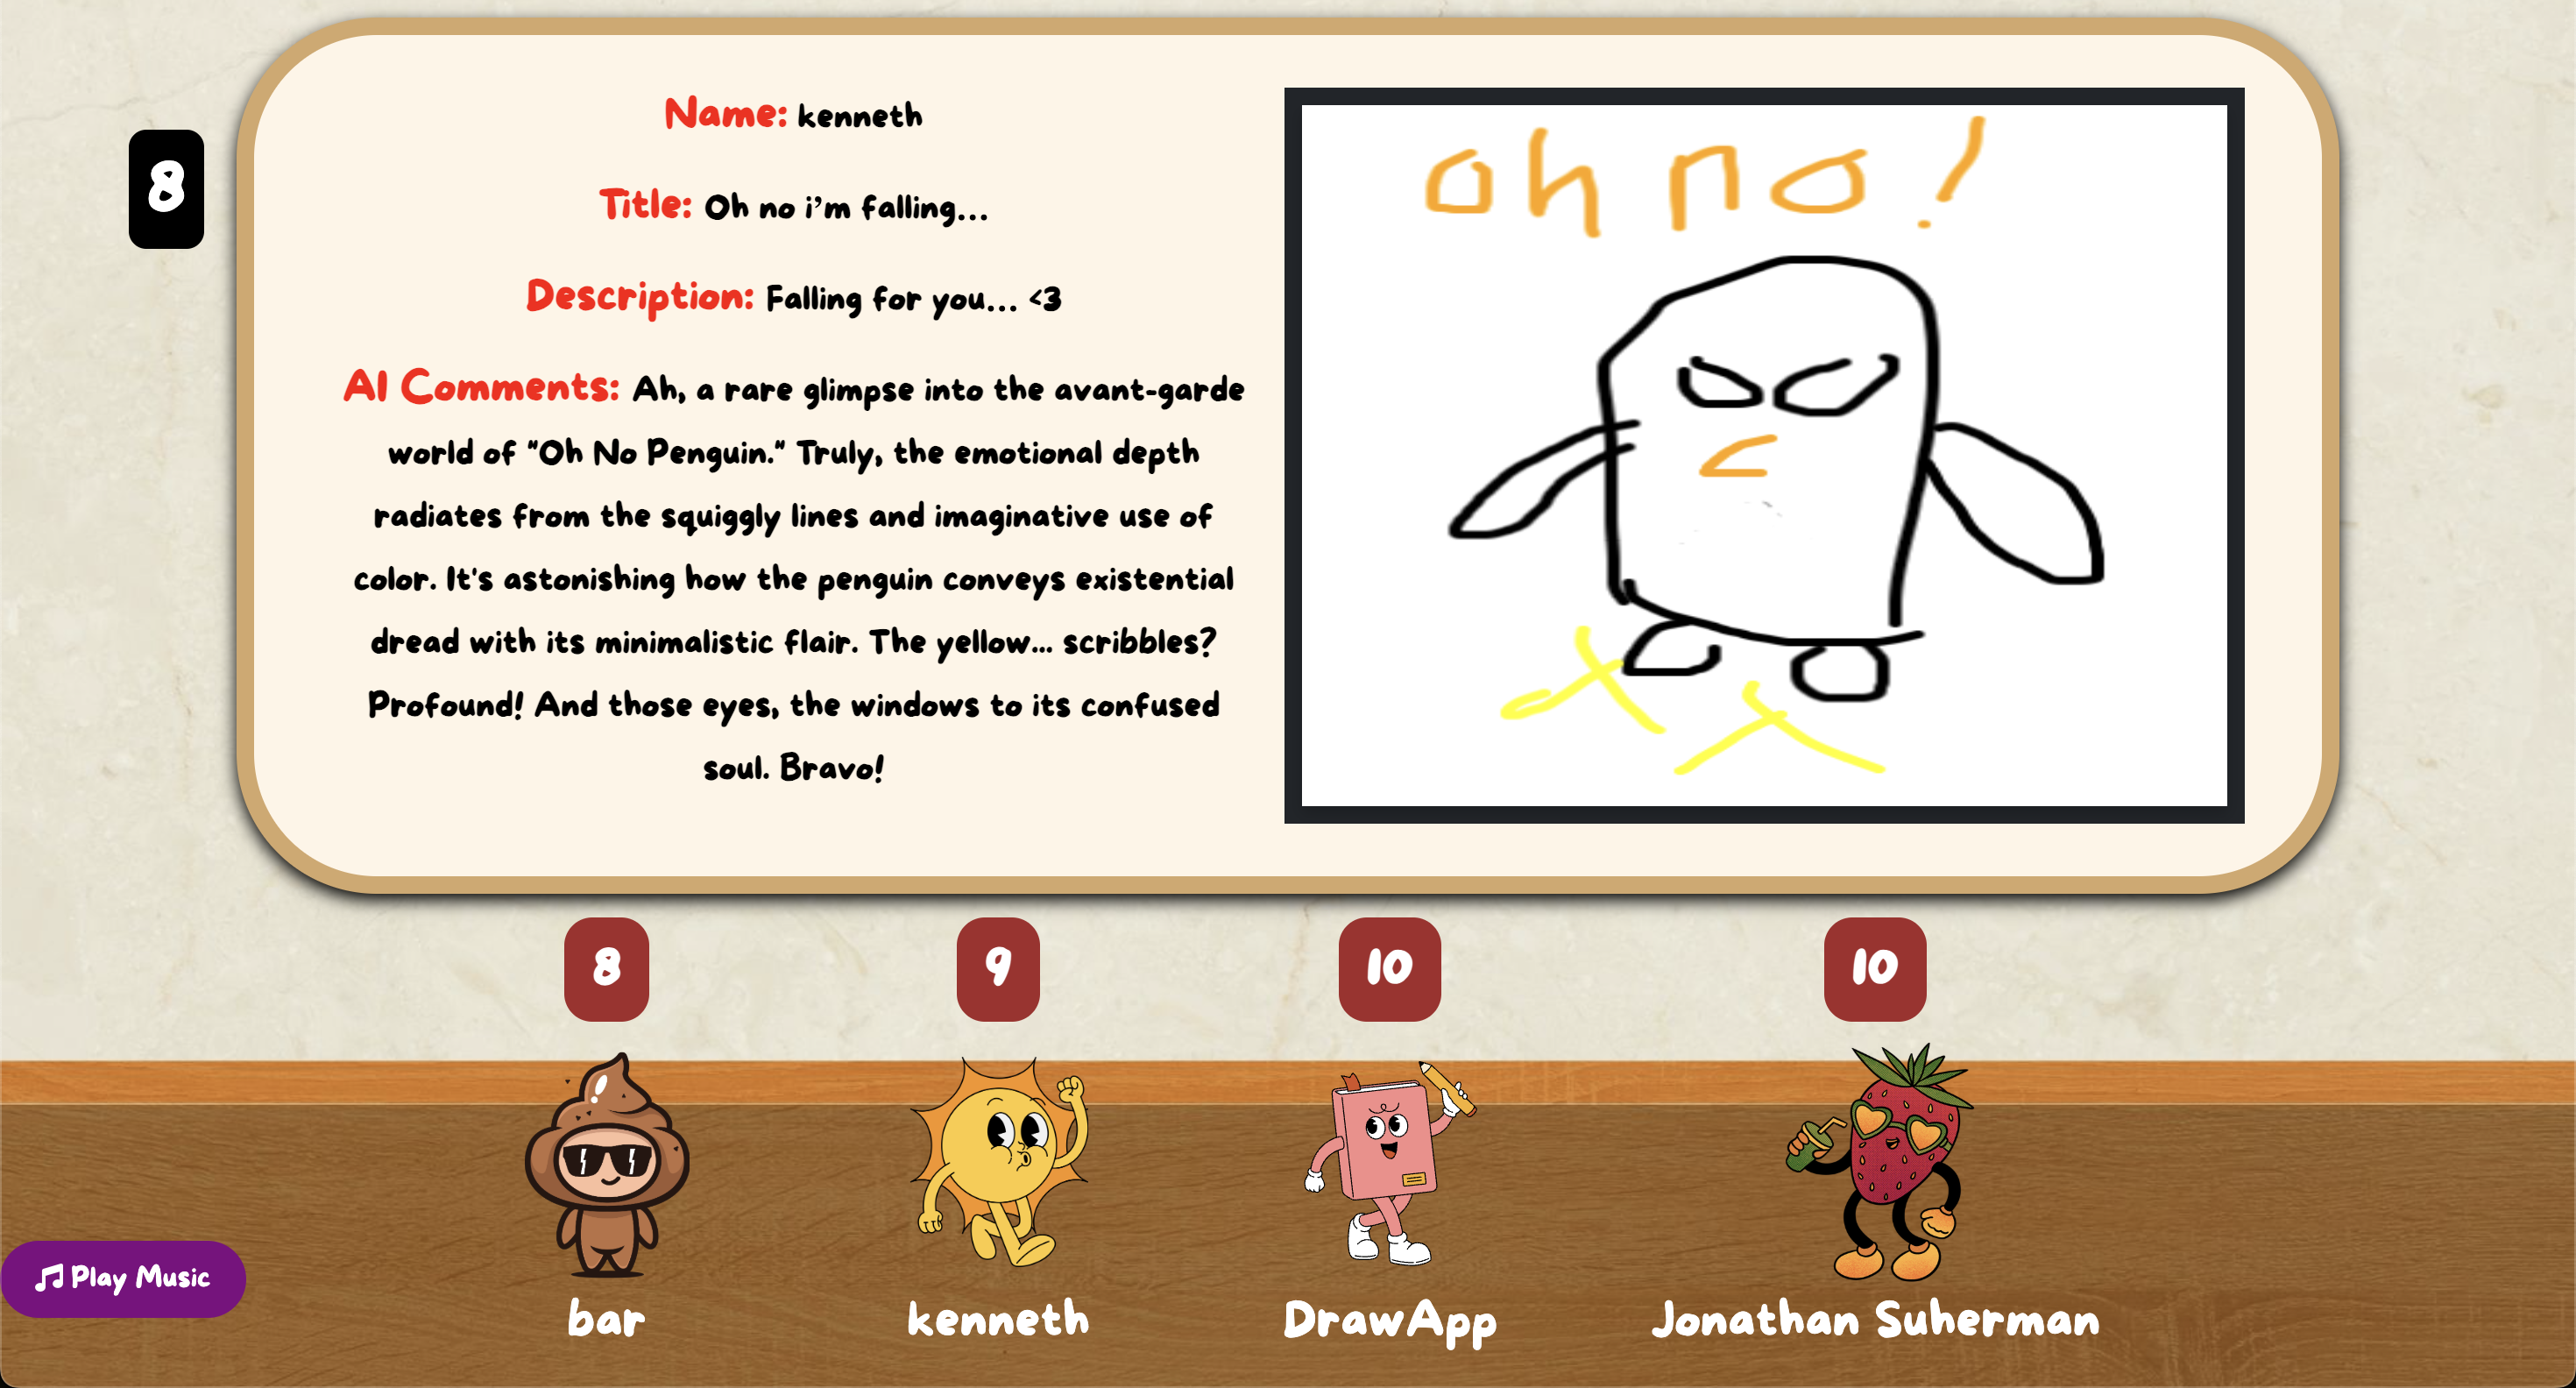 8
Name: kenneth
Title: Oh no i'm falling...
Description: Falling for you... <3
AI Comments: Ah, a rare glimpse into the avant-garde
world of "Oh No Penguin." Truly, the emotional depth
radiates from the squiggly lines and imaginative use of
color. It's astonishing how the penguin conveys existential
dread with its minimalistic flair. The yellow... scribbles?
Profound! And those eyes, the windows to its confused
soul. Bravo!
oh no!
8
9
10
10
Play Music
bar
kenneth
DrawApp
Jonathan Suherman